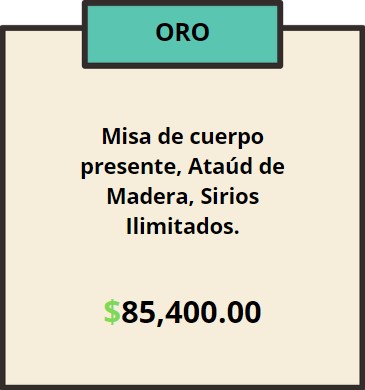 ORO
Misa de cuerpo
presente, Ataúd de
Madera, Sirios
Ilimitados.
$85,400.00